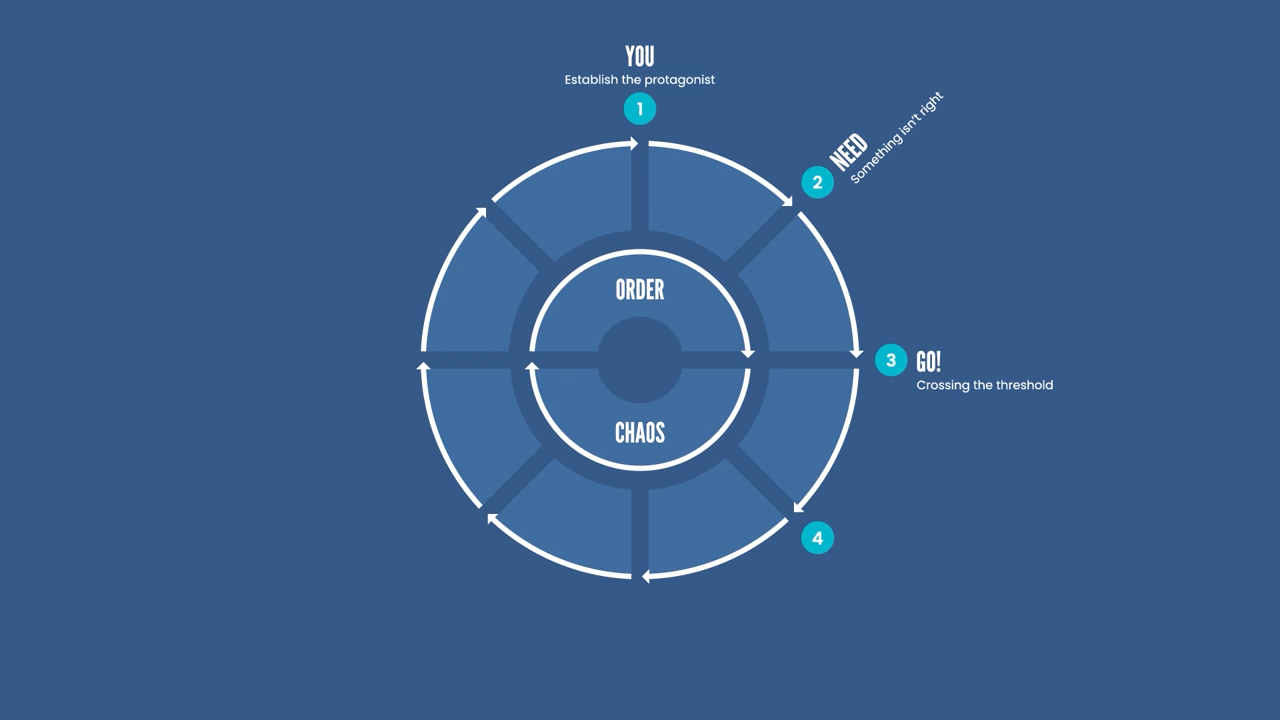 YOU
Establish the protagonist
1
2
NEED
Something isn't right
ORDER
3
GO!
Crossing the threshold
CHAOS
4